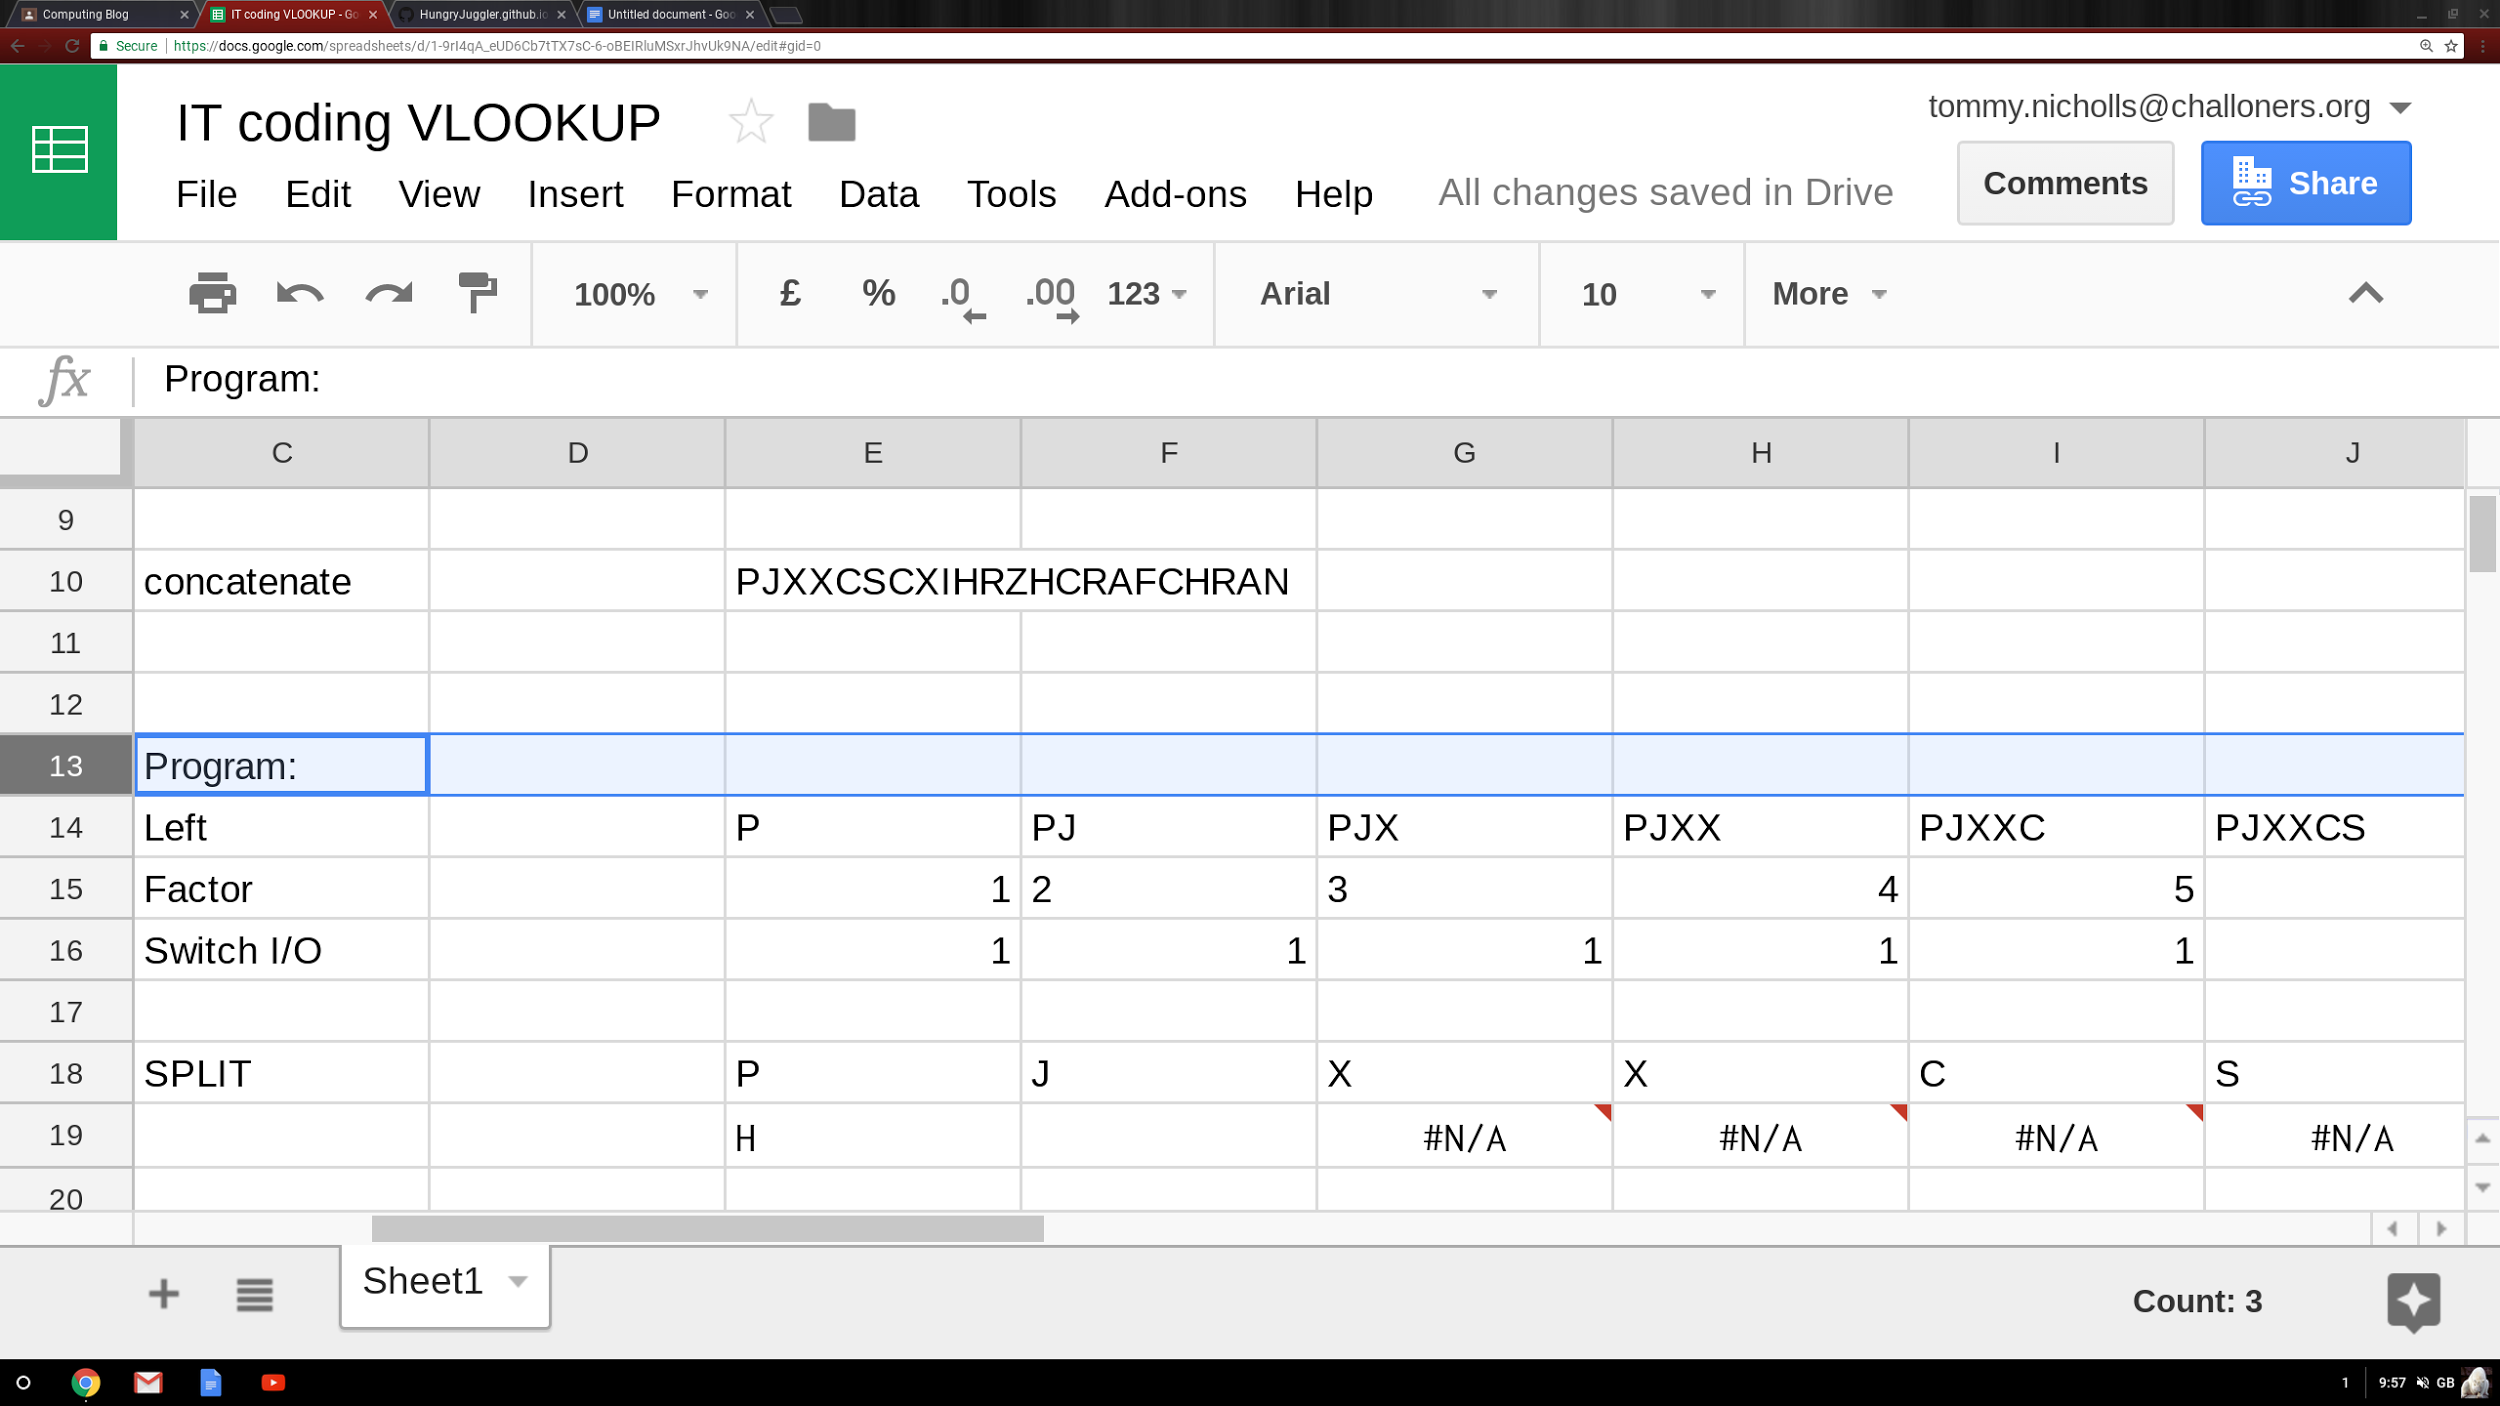 Computing Blog
IT coding VLOOKUP - Go
HungryJuggler.github.io
Untitled document - Goo
Secure https://docs.google.com/spreadsheets/d/1-9rI4qA_eUD6Cb7tTX7sC-6-oBEIRluMSxrJhvUk9NA/edit#gid=0
IT coding VLOOKUP
tommy.nicholls@challoners.org
File Edit View Insert Format Data Tools Add-ons Help All changes saved in Drive
Comments
Share
100% £ % .0 .00 123 Arial 10 More
fx Program:
C D E F G H I J
9
10 concatenate PJXXCSCXIHRZHCRAFCHRAN
11
12
13 Program:
14 Left P PJ PJX PJXX PJXXC PJXXCS
15 Factor 1 2 3 4 5
16 Switch I/O 1 1 1 1 1
17
18 SPLIT P J X X C S
19 H #N/A #N/A #N/A #N/A
20
Sheet1
Count: 3
1 9:57 GB